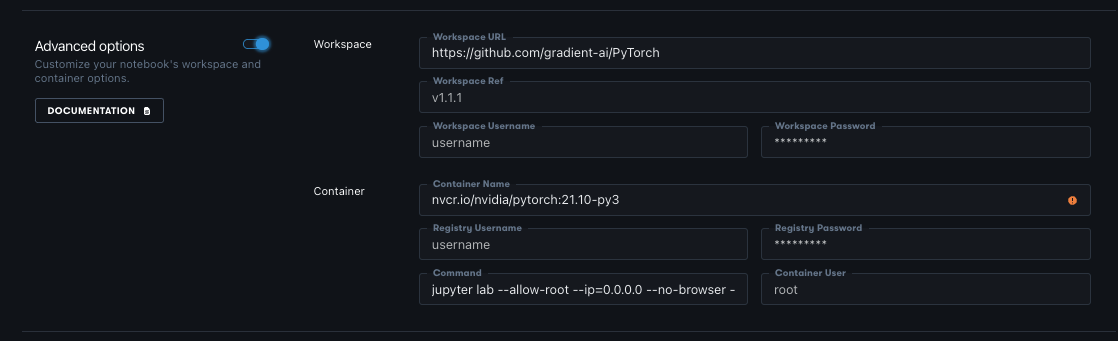 Advanced options
Customize your notebook's workspace and
container options.
DOCUMENTATION
Workspace
Workspace URL
https://github.com/gradient-ai/PyTorch
Workspace Ref
v1.1.1
Workspace Username
username
Workspace Password
*********
Container
Container Name
nvcr.io/nvidia/pytorch:21.10-py3
Registry Username
username
Registry Password
*********
Command
jupyter lab --allow-root --ip=0.0.0.0 --no-browser -
Container User
root